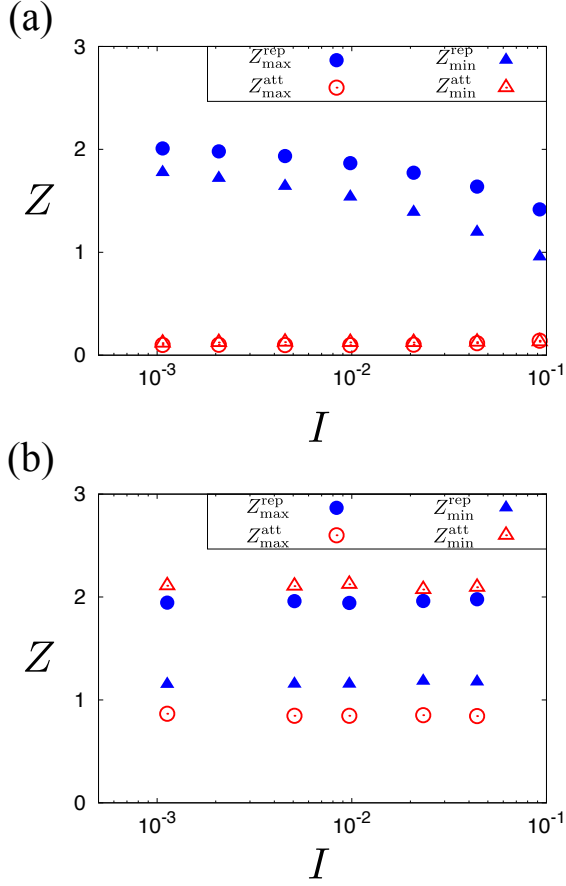 (a)
3
Z^rep_max Z^rep_min
Z^att_max Z^att_min
2
Z
1
0
10^-3 10^-2 10^-1
I
(b)
3
Z^rep_max Z^rep_min
Z^att_max Z^att_min
2
Z
1
0
10^-3 10^-2 10^-1
I